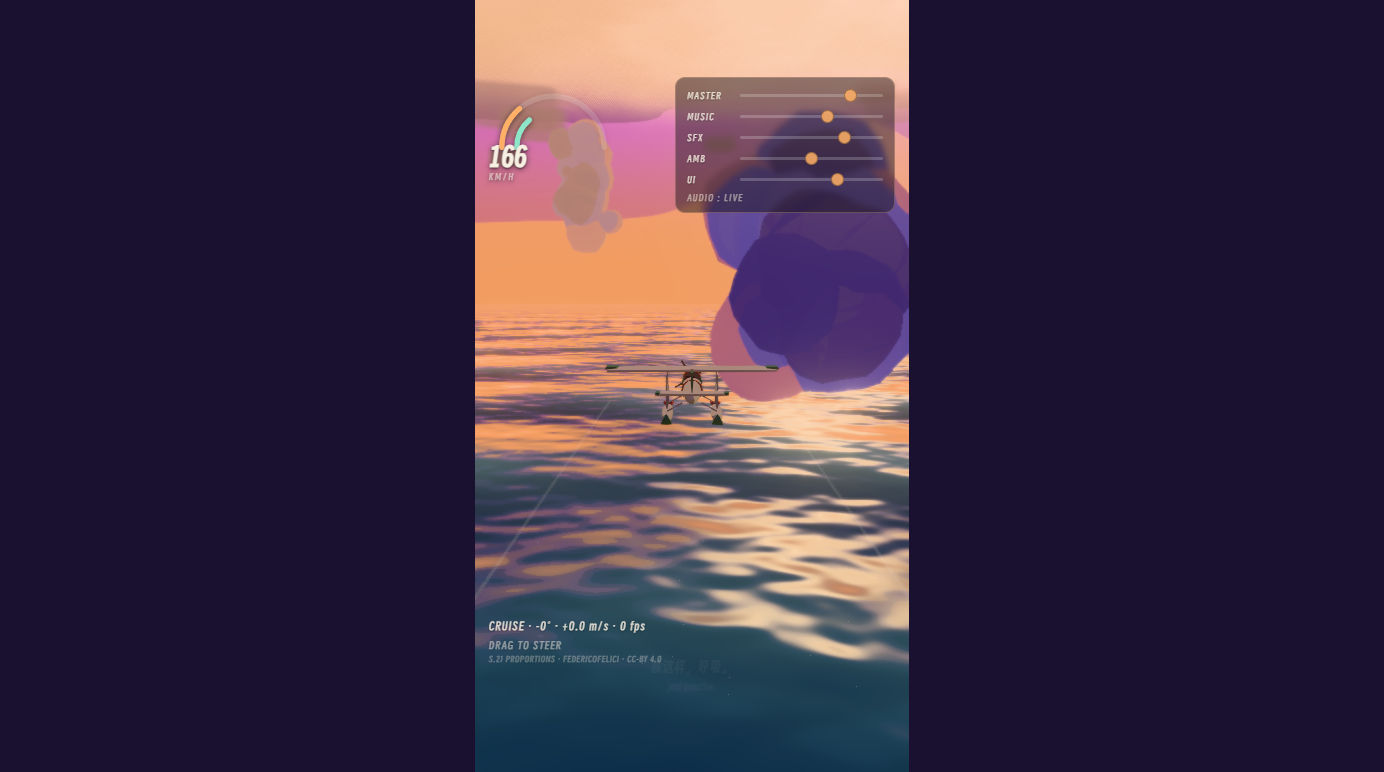 166
KM/H
MASTER
MUSIC
SFX
AMB
UI
AUDIO : LIVE
CRUISE · -0° · +0.0 m/s · 0 fps
DRAG TO STEER
S.21 PROPORTIONS · FEDERICOFELICI · CC-BY 4.0